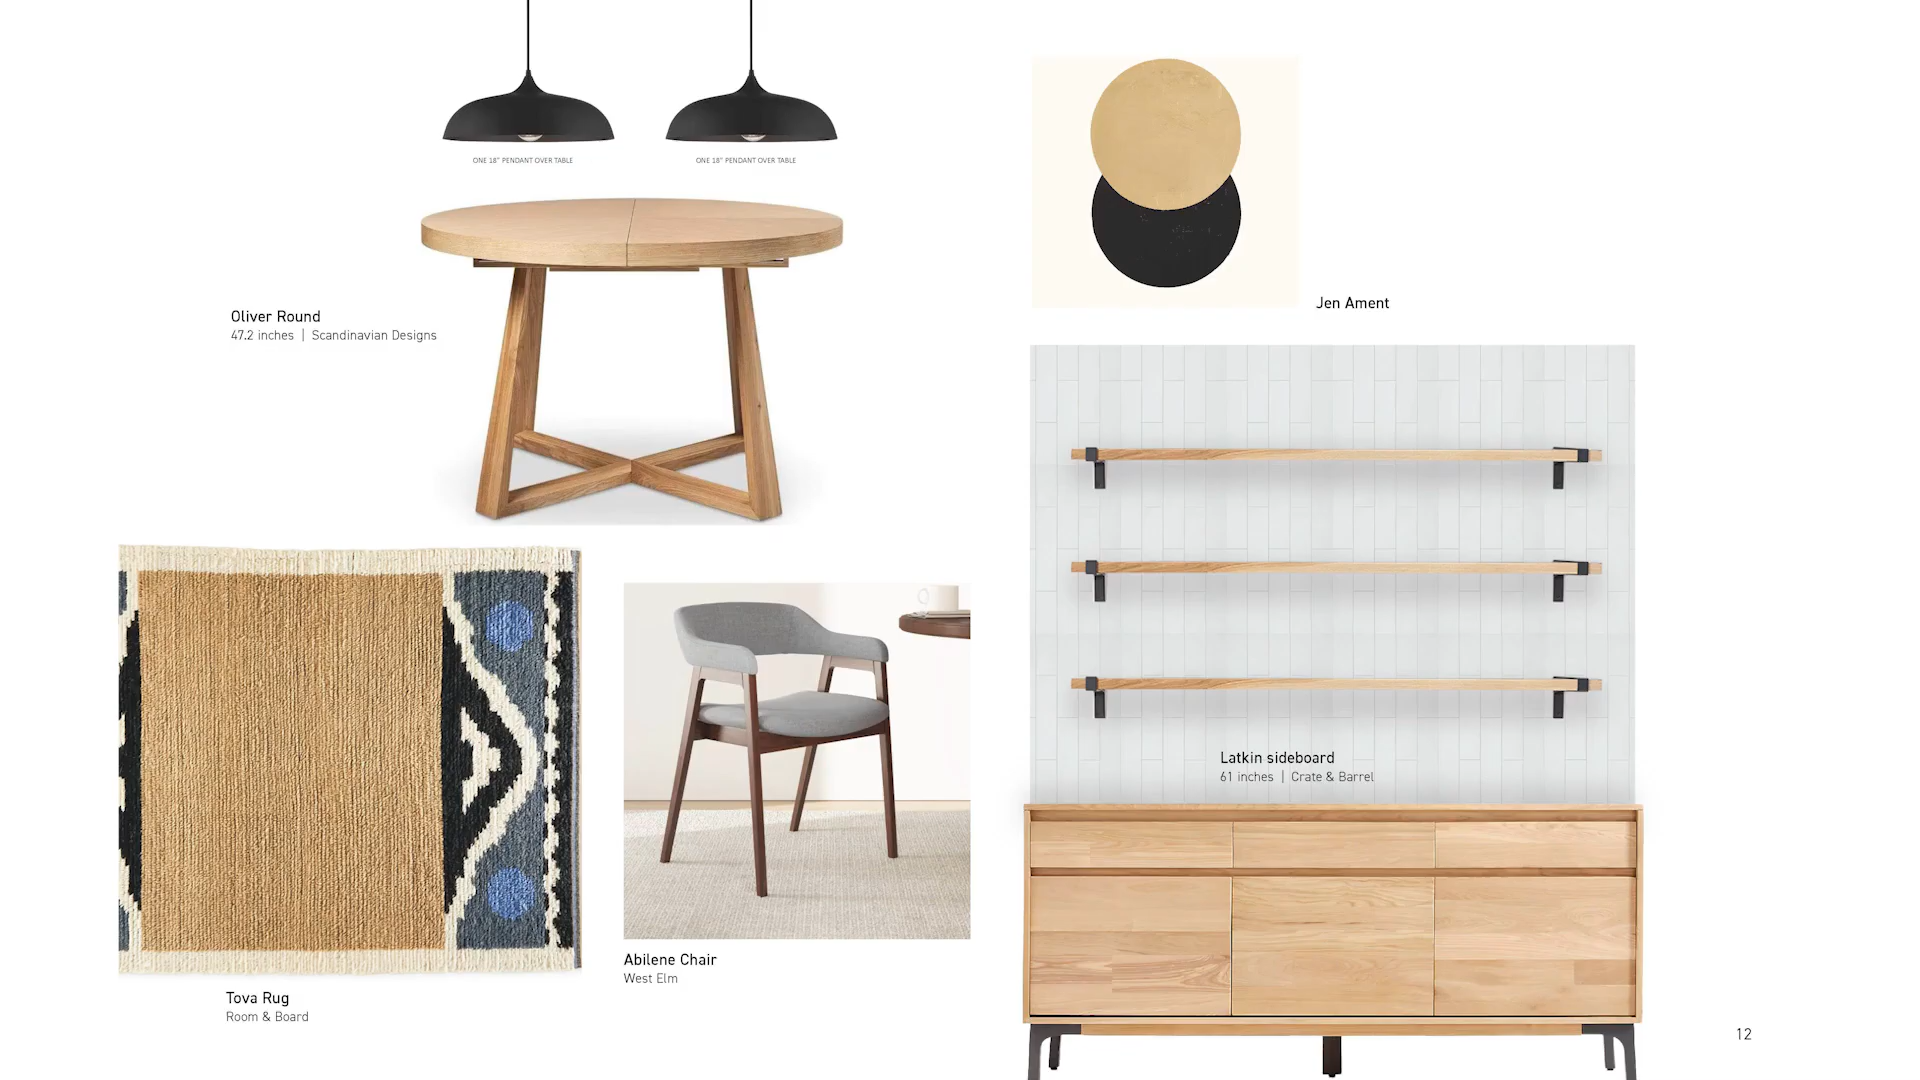 ONE 18" PENDANT OVER TABLE
ONE 18" PENDANT OVER TABLE
Oliver Round
47.2 inches | Scandinavian Designs
Jen Ament
Latkin sideboard
61 inches | Crate & Barrel
Abilene Chair
West Elm
Tova Rug
Room & Board
12